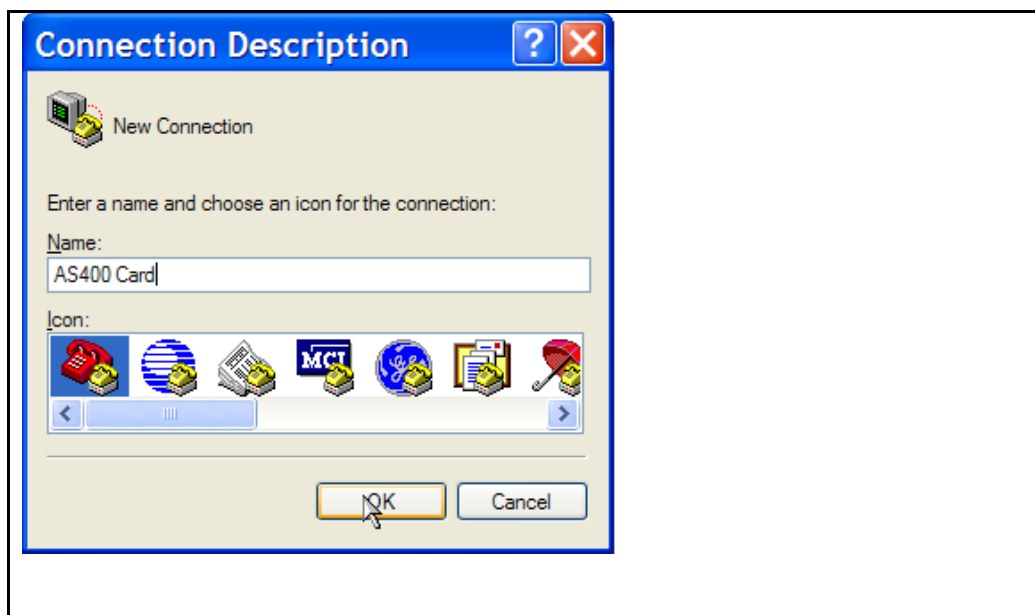 Connection Description
New Connection
Enter a name and choose an icon for the connection:
Name:
AS400 Card
Icon:
MCI
OK
Cancel